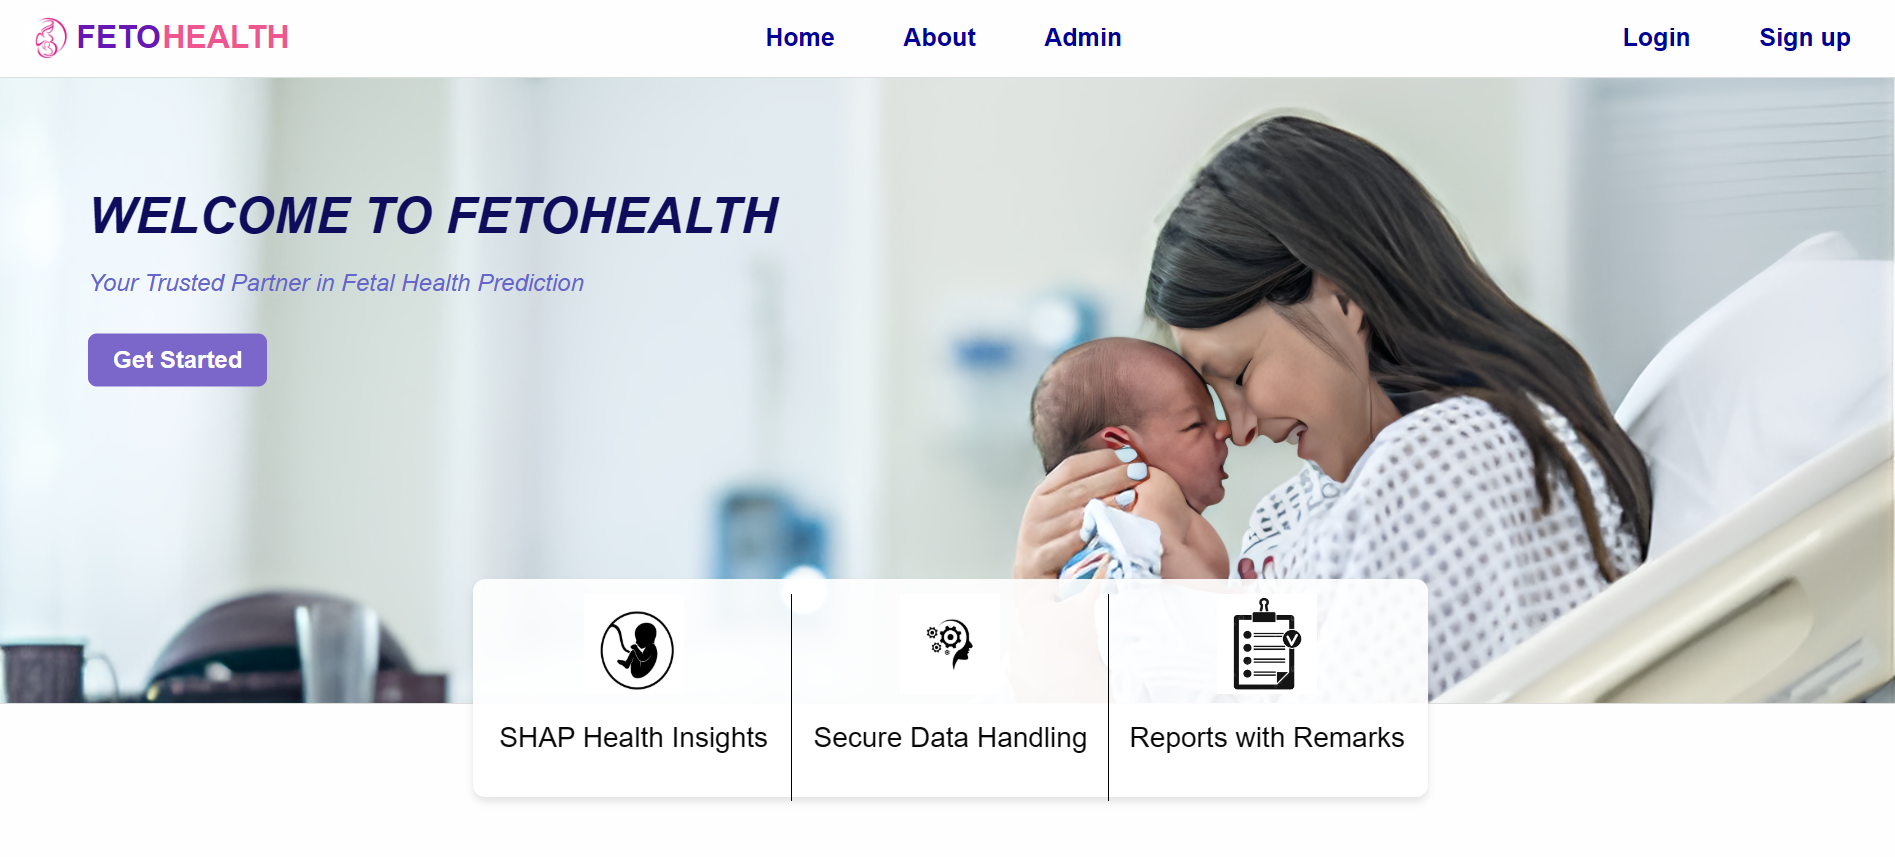 FETOHEALTH
Home About Admin
Login Sign up
WELCOME TO FETOHEALTH
Your Trusted Partner in Fetal Health Prediction
Get Started
SHAP Health Insights
Secure Data Handling
Reports with Remarks